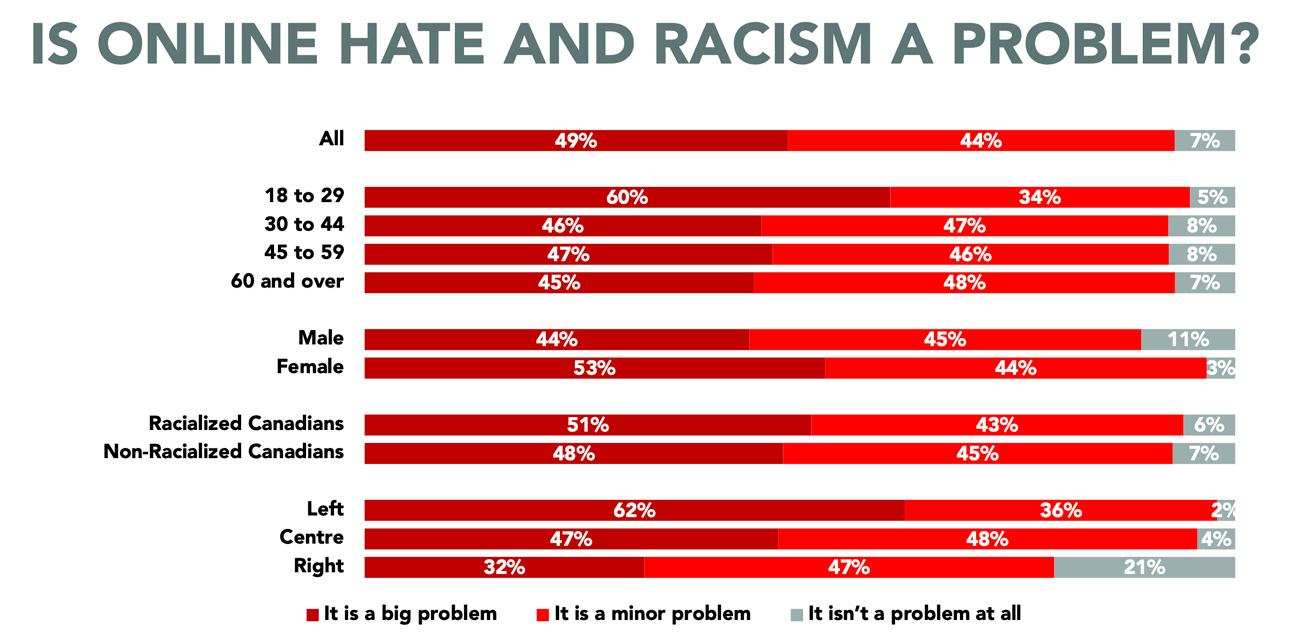 IS ONLINE HATE AND RACISM A PROBLEM?
All 49% 44% 7%
18 to 29 60% 34% 5%
30 to 44 46% 47% 8%
45 to 59 47% 46% 8%
60 and over 45% 48% 7%
Male 44% 45% 11%
Female 53% 44% 3%
Racialized Canadians 51% 43% 6%
Non-Racialized Canadians 48% 45% 7%
Left 62% 36% 2%
Centre 47% 48% 4%
Right 32% 47% 21%
It is a big problem It is a minor problem It isn’t a problem at all